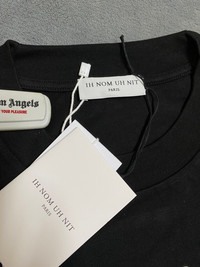 IH NOM UH NIT
PARIS
m Angels
YOUR PLEASURE
IH NOM UH NIT
PARIS